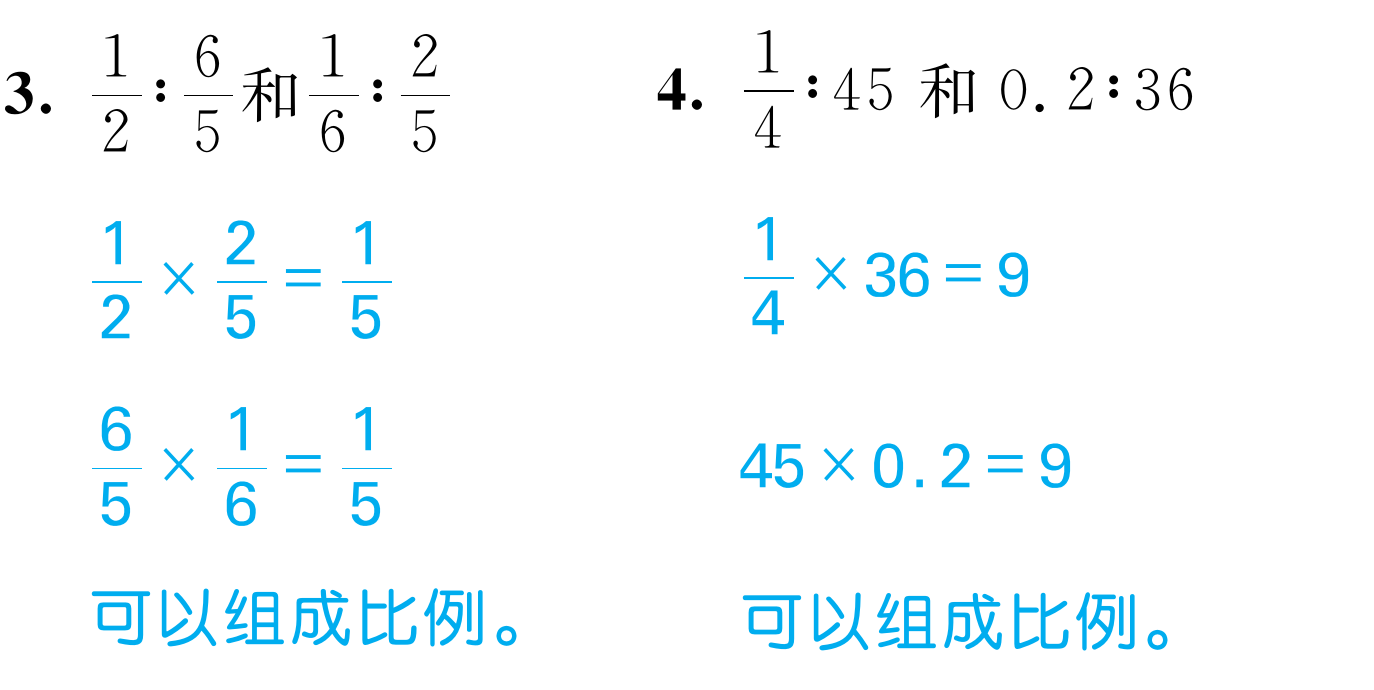 3. 1/2∶6/5和1/6∶2/5
1/2×2/5=1/5
6/5×1/6=1/5
可以组成比例。
4. 1/4∶45 和 0.2∶36
1/4×36=9
45×0.2=9
可以组成比例。